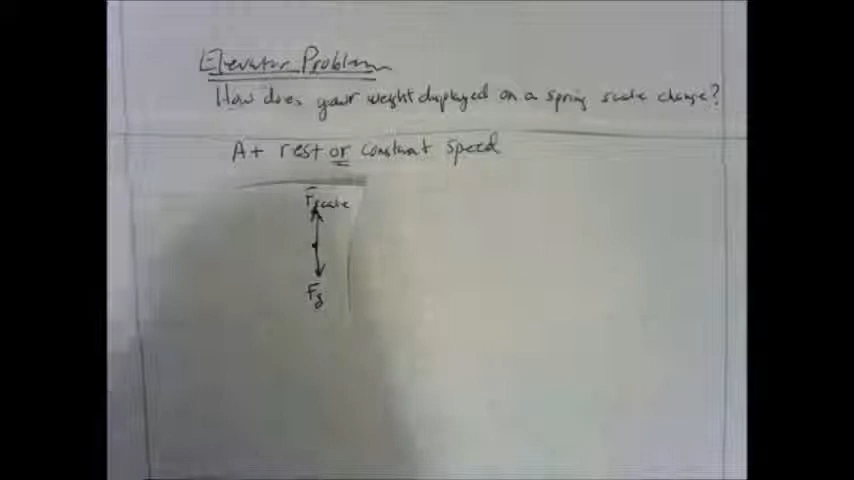 Elevator Problem
How does your weight displayed on a spring scale change?
At rest or constant speed
Fscale
Fg